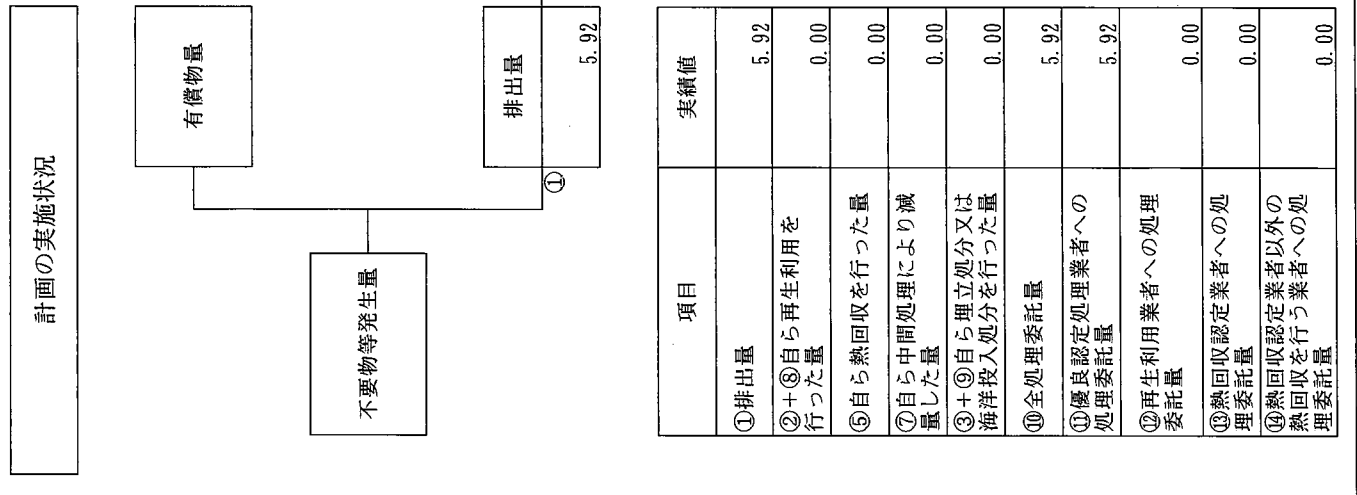 計画の実施状況
不要物等発生量
有償物量
排出量
①
5.92
項目
実績値
①排出量
5.92
②+⑧自ら再生利用を
行った量
0.00
⑤自ら熱回収を行った量
0.00
⑦自ら中間処理により減
量した量
0.00
③+⑨自ら埋立処分又は
海洋投入処分を行った量
0.00
⑩全処理委託量
5.92
⑪優良認定処理業者への
処理委託量
5.92
⑫再生利用業者への処理
委託量
0.00
⑬熱回収認定業者への処
理委託量
0.00
⑭熱回収認定業者以外の
熱回収を行う業者への処
理委託量
0.00